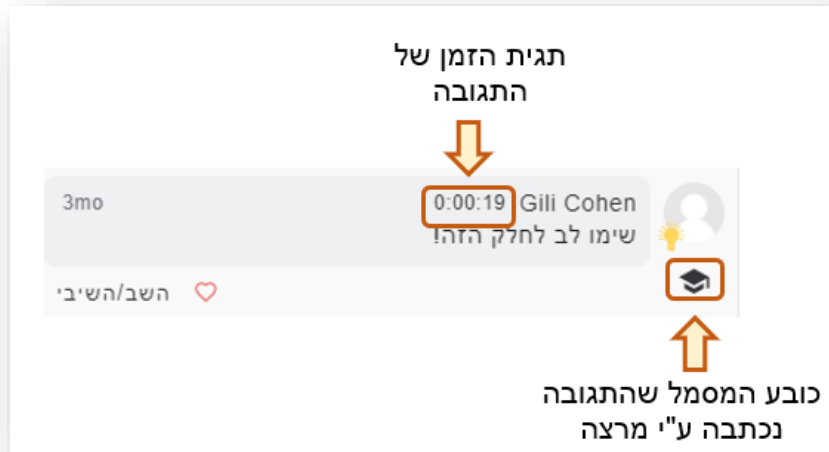 תגית הזמן של
התגובה
Gili Cohen 0:00:19 3mo
שימו לב לחלק הזה!
השב/השיבי
כובע המסמל שהתגובה
נכתבה ע"י מרצה